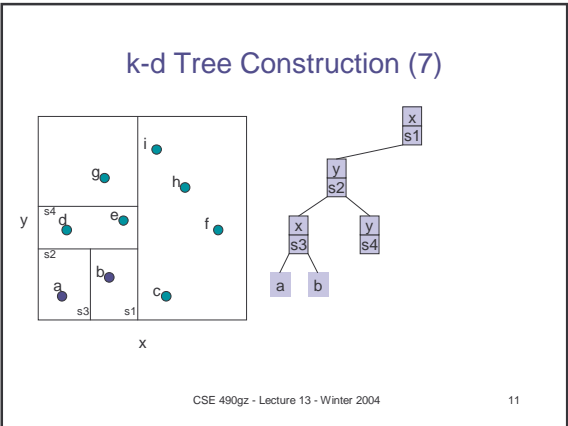 k-d Tree Construction (7)
x
s1
y
s2
x
s3
y
s4
a
b
i
g
h
s4
d
e
f
y
s2
b
a
c
s3
s1
x
CSE 490gz - Lecture 13 - Winter 2004
11